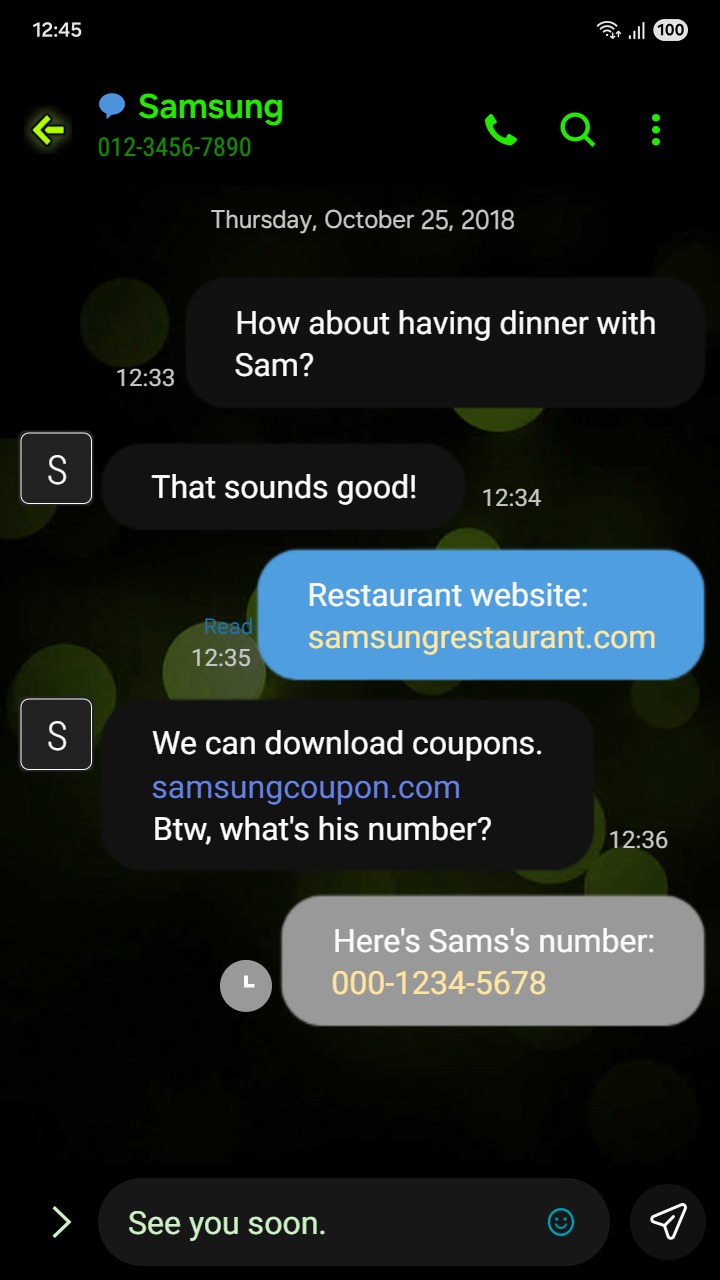 12:45
100
Samsung
012-3456-7890
Thursday, October 25, 2018
How about having dinner with
Sam?
12:33
S
That sounds good!
12:34
Restaurant website:
samsungrestaurant.com
Read
12:35
S
We can download coupons.
samsungcoupon.com
Btw, what's his number?
12:36
Here's Sams's number:
000-1234-5678
See you soon.